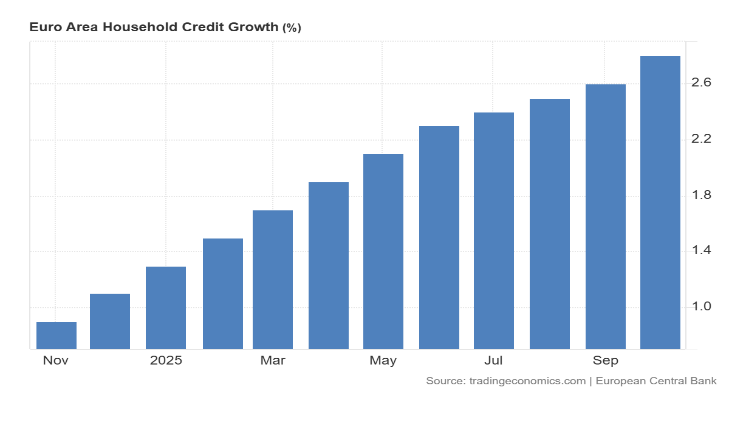 Euro Area Household Credit Growth (%)
2.6
2.2
1.8
1.4
1.0
Nov 2025 Mar May Jul Sep
Source: tradingeconomics.com | European Central Bank